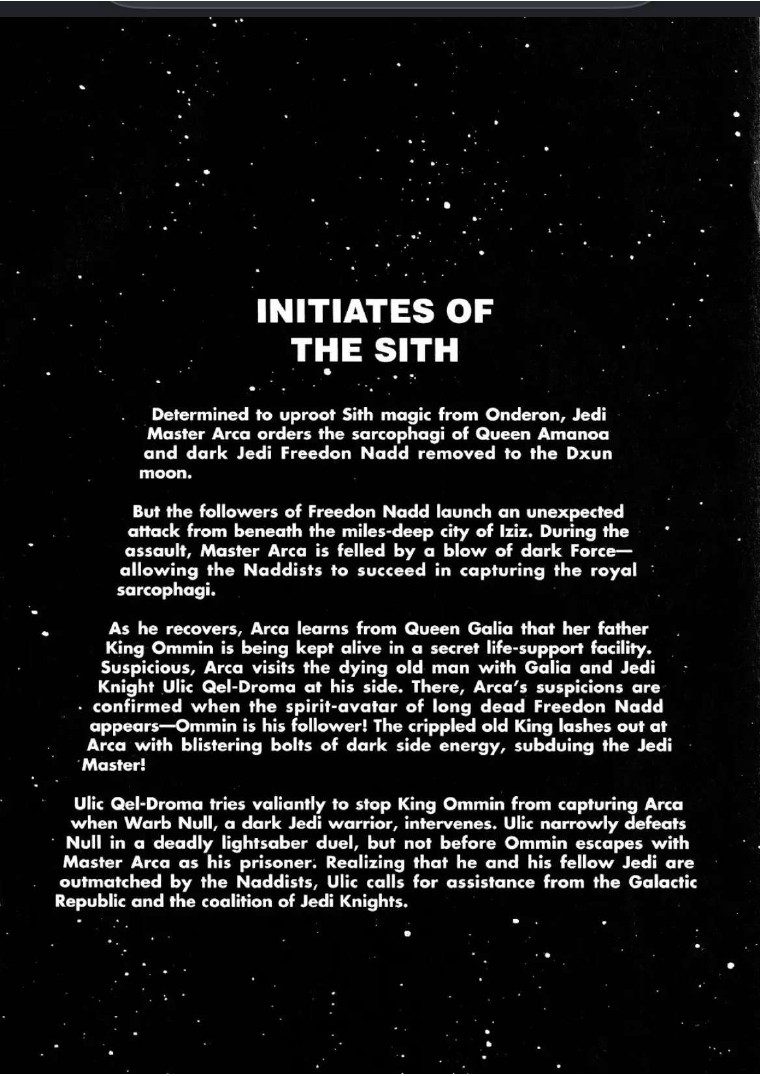 INITIATES OF
THE SITH
Determined to uproot Sith magic from Onderon, Jedi
Master Arca orders the sarcophagi of Queen Amanoa
and dark Jedi Freedon Nadd removed to the Dxun
moon.
But the followers of Freedon Nadd launch an unexpected
attack from beneath the miles-deep city of Iziz. During the
assault, Master Arca is felled by a blow of dark Force—
allowing the Naddists to succeed in capturing the royal
sarcophagi.
As he recovers, Arca learns from Queen Galia that her father
King Ommin is being kept alive in a secret life-support facility.
Suspicious, Arca visits the dying old man with Galia and Jedi
Knight Ulic Qel-Droma at his side. There, Arca's suspicions are
confirmed when the spirit-avatar of long dead Freedon Nadd
appears—Ommin is his follower! The crippled old King lashes out at
Arca with blistering bolts of dark side energy, subduing the Jedi
Master!
Ulic Qel-Droma tries valiantly to stop King Ommin from capturing Arca
when Warb Null, a dark Jedi warrior, intervenes. Ulic narrowly defeats
Null in a deadly lightsaber duel, but not before Ommin escapes with
Master Arca as his prisoner. Realizing that he and his fellow Jedi are
outmatched by the Naddists, Ulic calls for assistance from the Galactic
Republic and the coalition of Jedi Knights.